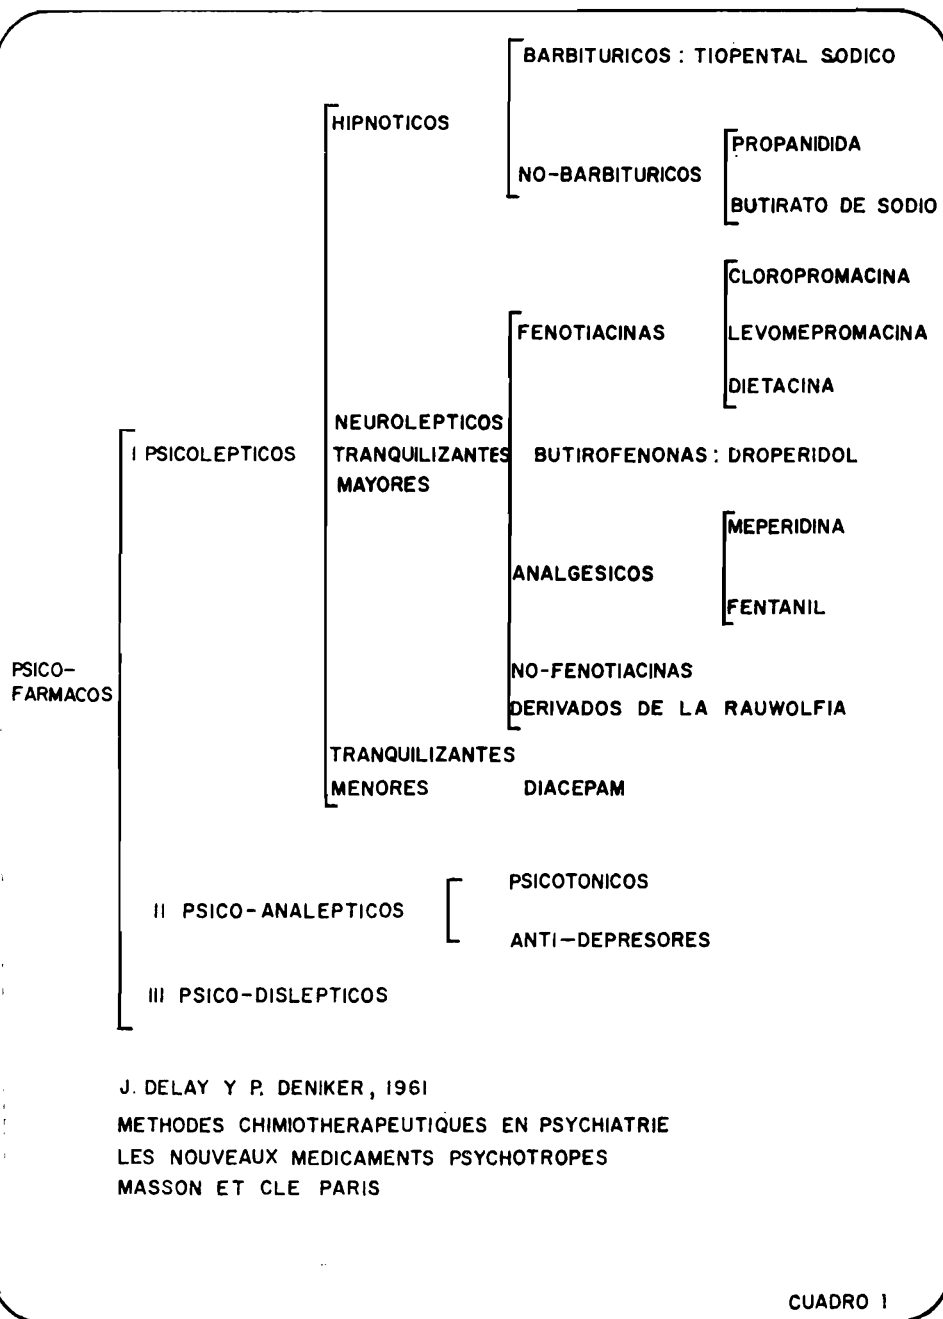 BARBITURICOS : TIOPENTAL SODICO
HIPNOTICOS
PROPANIDIDA
NO-BARBITURICOS
BUTIRATO DE SODIO
CLOROPROMACINA
FENOTIACINAS
LEVOMEPROMACINA
DIETACINA
NEUROLEPTICOS
I PSICOLEPTICOS
TRANQUILIZANTES
MAYORES
BUTIROFENONAS : DROPERIDOL
MEPERIDINA
ANALGESICOS
FENTANIL
PSICO-
FARMACOS
NO-FENOTIACINAS
DERIVADOS DE LA RAUWOLFIA
TRANQUILIZANTES
MENORES
DIACEPAM
PSICOTONICOS
II PSICO-ANALEPTICOS
ANTI-DEPRESORES
III PSICO-DISLEPTICOS
J. DELAY Y P. DENIKER, 1961
METHODES CHIMIOTHERAPEUTIQUES EN PSYCHIATRIE
LES NOUVEAUX MEDICAMENTS PSYCHOTROPES
MASSON ET CLE PARIS
CUADRO 1